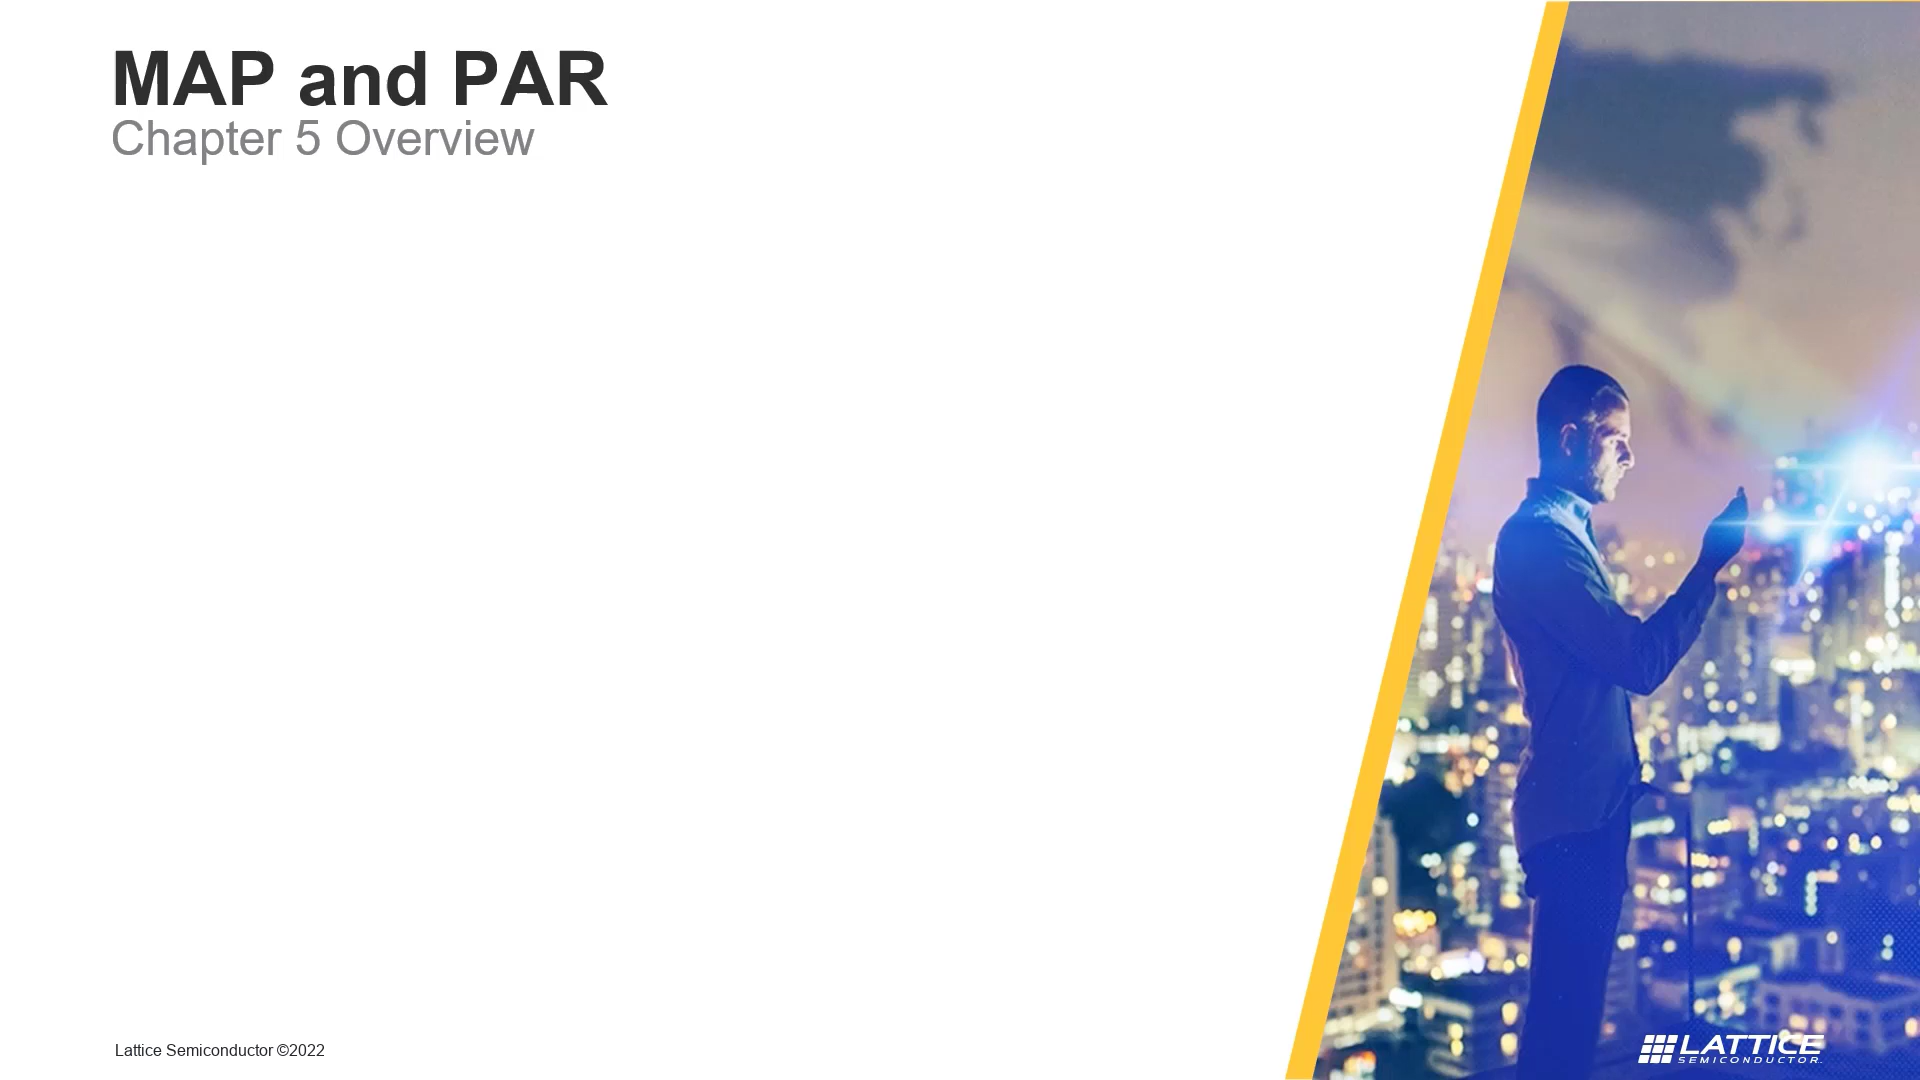 MAP and PAR
Chapter 5 Overview
Lattice Semiconductor ©2022
LATTICE
SEMICONDUCTOR.